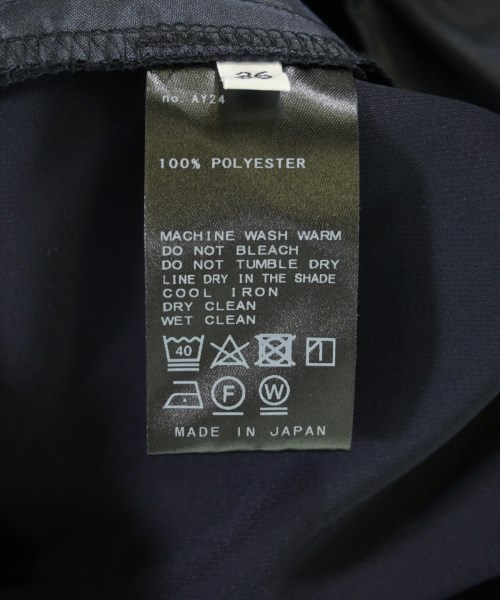 36
no. AY24
100% POLYESTER
MACHINE WASH WARM
DO NOT BLEACH
DO NOT TUMBLE DRY
LINE DRY IN THE SHADE
COOL IRON
DRY CLEAN
WET CLEAN
40
F W
MADE IN JAPAN